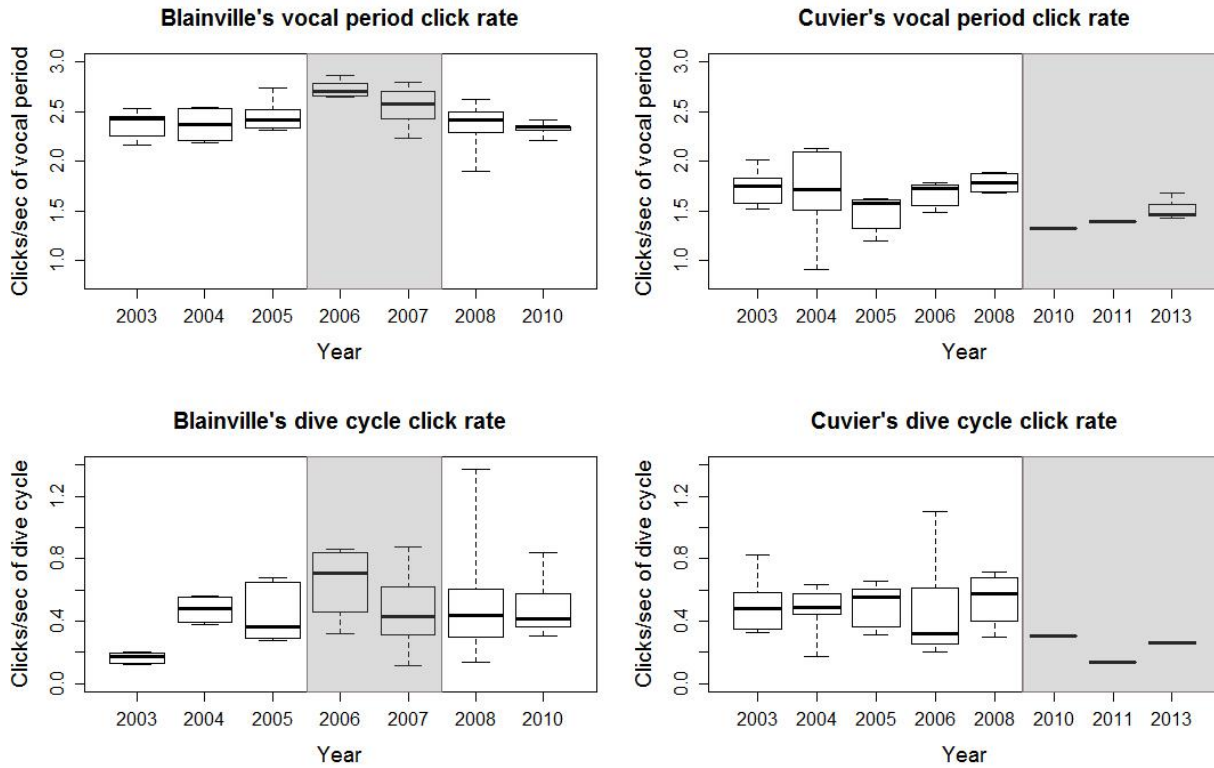 Blainville's vocal period click rate
Clicks/sec of vocal period
3.0
2.5
2.0
1.5
1.0
2003 2004 2005 2006 2007 2008 2010
Year
Cuvier's vocal period click rate
Clicks/sec of vocal period
3.0
2.5
2.0
1.5
1.0
2003 2004 2005 2006 2008 2010 2011 2013
Year
Blainville's dive cycle click rate
Clicks/sec of dive cycle
1.2
0.8
0.4
0.0
2003 2004 2005 2006 2007 2008 2010
Year
Cuvier's dive cycle click rate
Clicks/sec of dive cycle
1.2
0.8
0.4
0.0
2003 2004 2005 2006 2008 2010 2011 2013
Year